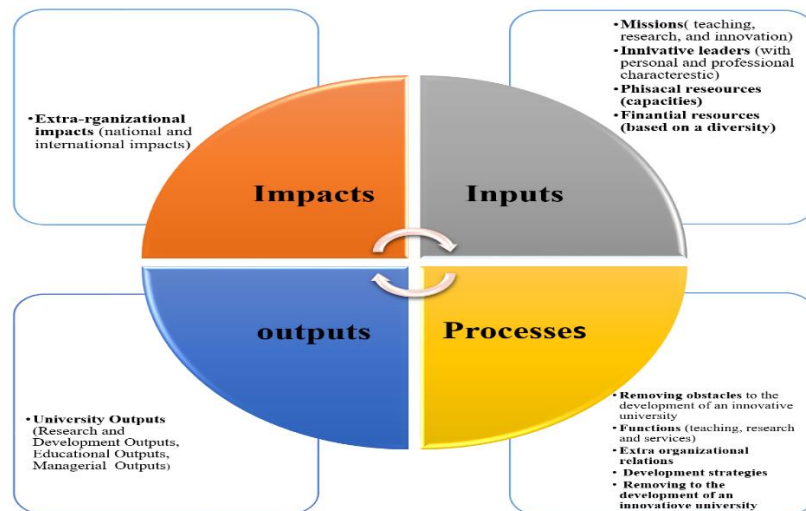 •Missions( teaching,
research, and innovation)
•Innivative leaders (with
personal and professional
characterestic)
•Phisacal reseources
(capacities)
•Finantial resources
(based on a diversity)
•Extra-rganizational
impacts (national and
international impacts)
Impacts
Inputs
outputs
Processes
•University Outputs
(Research and
Development Outputs,
Educational Outputs,
Managerial Outputs)
•Removing obstacles to the
development of an innovative
university
•Functions (teaching, research
and services)
•Extra organizational
relations
• Development strategies
• Removing to the
development of an
innovatiove university